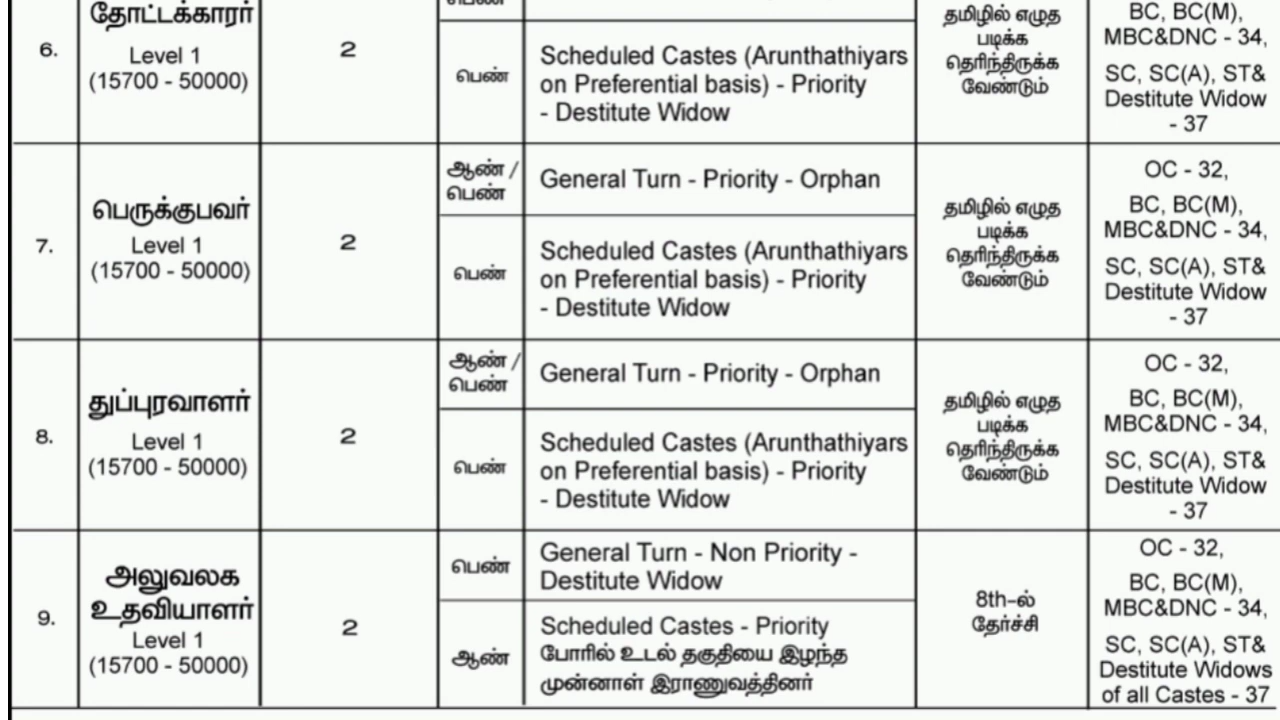 6.
தோட்டக்காரர்
Level 1
(15700 - 50000)
2
பெண்
Scheduled Castes (Arunthathiyars
on Preferential basis) - Priority
- Destitute Widow
தமிழில் எழுத
படிக்க
தெரிந்திருக்க
வேண்டும்
BC, BC(M),
MBC&DNC - 34,
SC, SC(A), ST&
Destitute Widow
- 37
7.
பெருக்குபவர்
Level 1
(15700 - 50000)
2
ஆண் /
பெண்
General Turn - Priority - Orphan
பெண்
Scheduled Castes (Arunthathiyars
on Preferential basis) - Priority
- Destitute Widow
தமிழில் எழுத
படிக்க
தெரிந்திருக்க
வேண்டும்
OC - 32,
BC, BC(M),
MBC&DNC - 34,
SC, SC(A), ST&
Destitute Widow
- 37
8.
துப்புரவாளர்
Level 1
(15700 - 50000)
2
ஆண் /
பெண்
General Turn - Priority - Orphan
பெண்
Scheduled Castes (Arunthathiyars
on Preferential basis) - Priority
- Destitute Widow
தமிழில் எழுத
படிக்க
தெரிந்திருக்க
வேண்டும்
OC - 32,
BC, BC(M),
MBC&DNC - 34,
SC, SC(A), ST&
Destitute Widow
- 37
9.
அலுவலக
உதவியாளர்
Level 1
(15700 - 50000)
2
பெண்
General Turn - Non Priority -
Destitute Widow
ஆண்
Scheduled Castes - Priority
போரில் உடல் தகுதியை இழந்த
முன்னாள் இராணுவத்தினர்
8th-ல்
தேர்ச்சி
OC - 32,
BC, BC(M),
MBC&DNC - 34,
SC, SC(A), ST&
Destitute Widows
of all Castes - 37